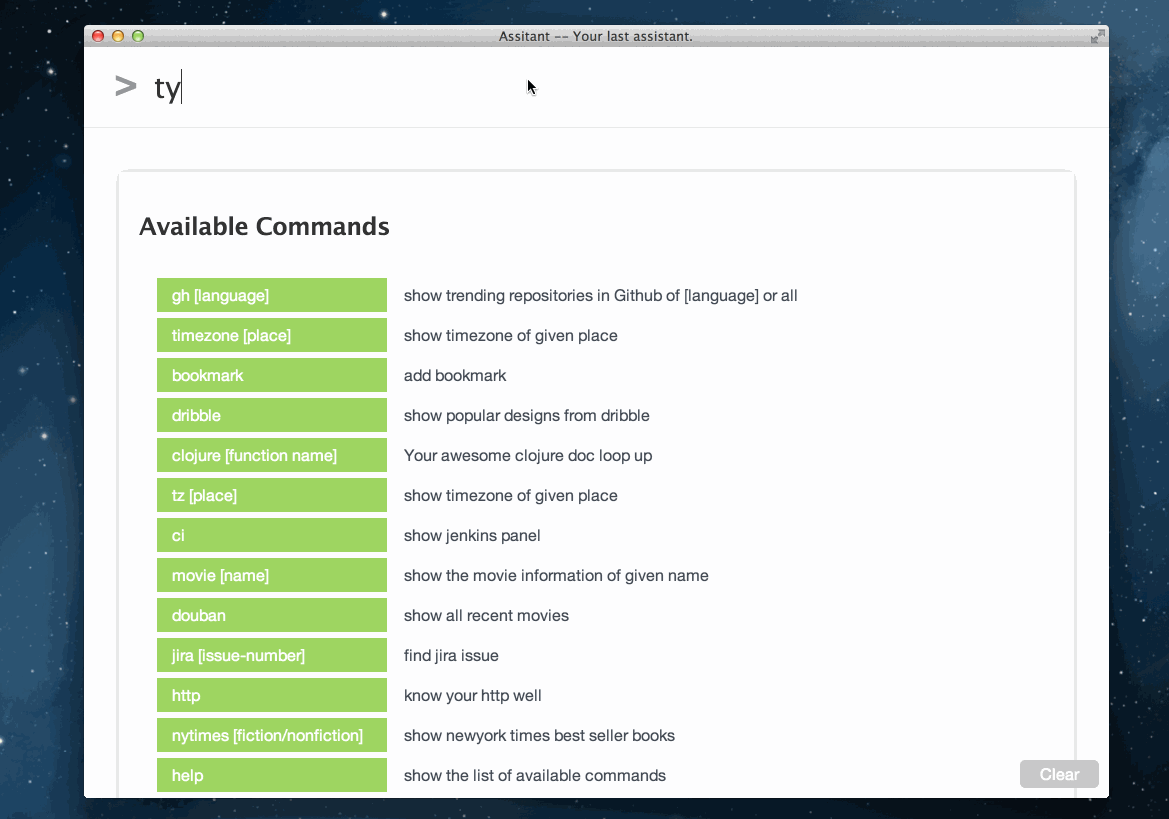 Assitant -- Your last assistant.
> ty
Available Commands
gh [language] show trending repositories in Github of [language] or all
timezone [place] show timezone of given place
bookmark add bookmark
dribble show popular designs from dribble
clojure [function name] Your awesome clojure doc loop up
tz [place] show timezone of given place
ci show jenkins panel
movie [name] show the movie information of given name
douban show all recent movies
jira [issue-number] find jira issue
http know your http well
nytimes [fiction/nonfiction] show newyork times best seller books
help show the list of available commands
Clear